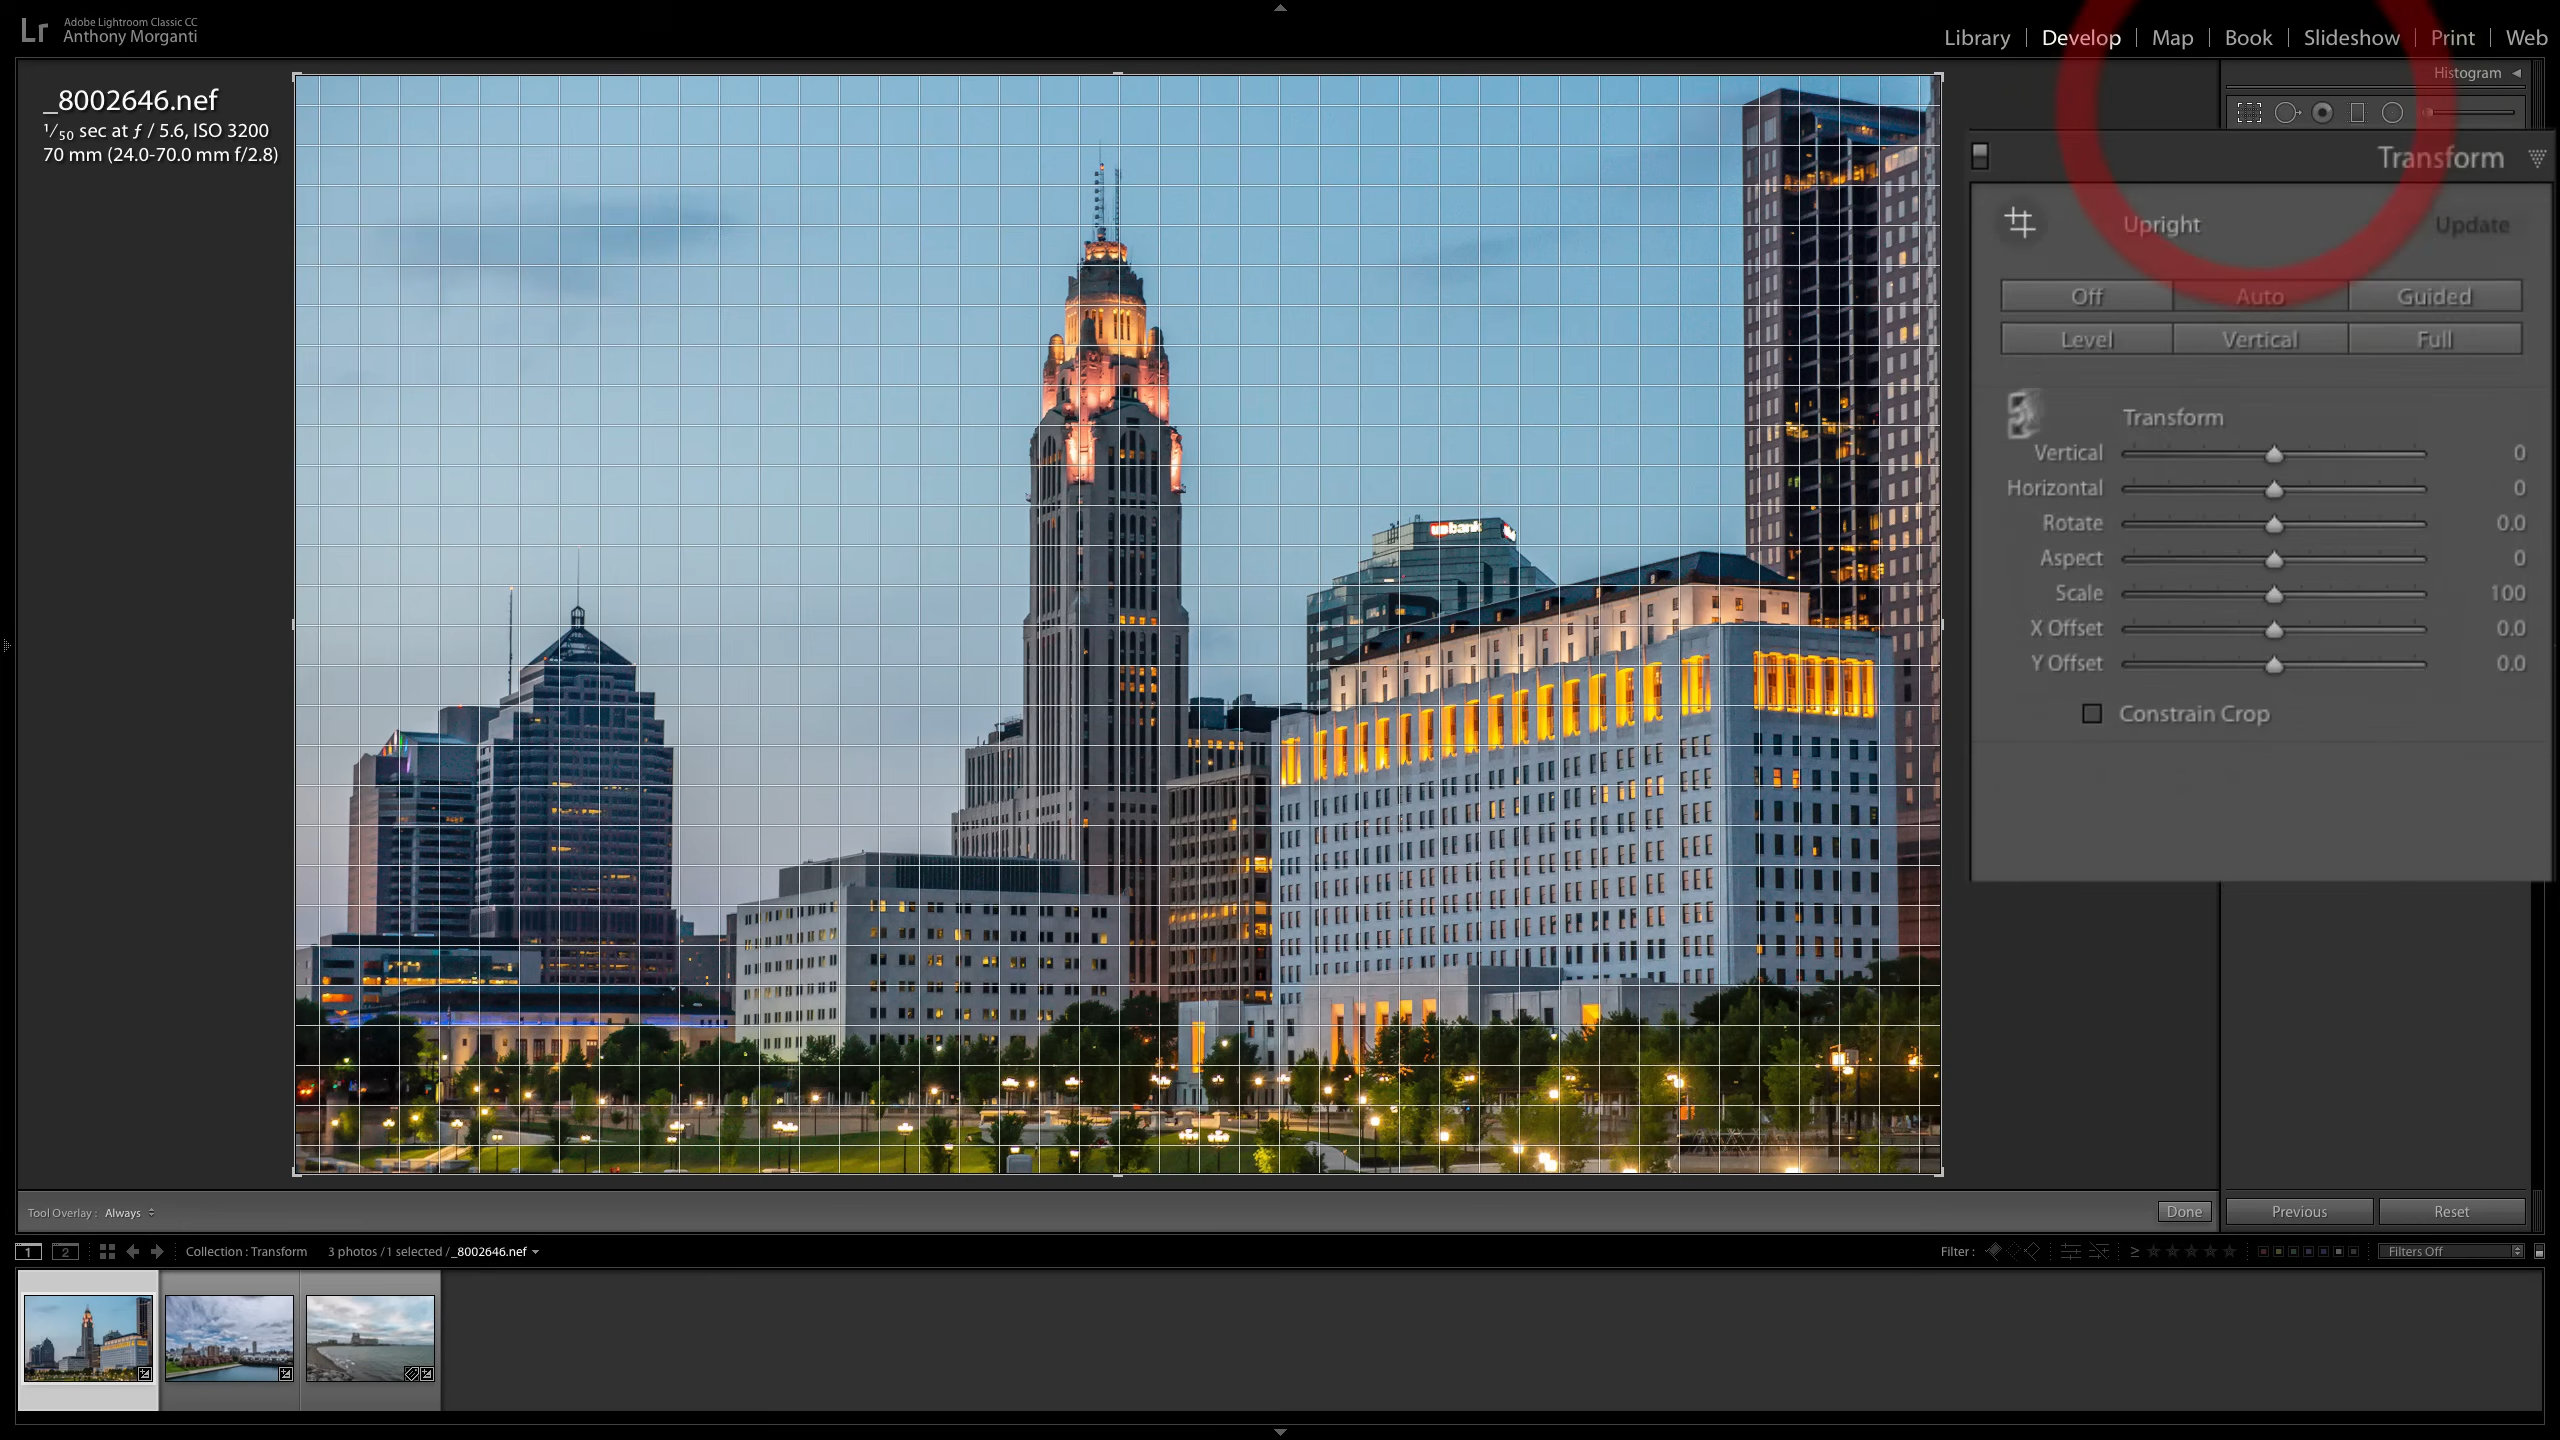 Lr
Adobe Lightroom Classic CC
Anthony Morganti
Library | Develop | Map | Book | Slideshow | Print | Web
_8002646.nef
1/50 sec at ƒ / 5.6, ISO 3200
70 mm (24.0-70.0 mm f/2.8)
Histogram
Transform
Upright Update
Off Auto Guided
Level Vertical Full
Transform
Vertical 0
Horizontal 0
Rotate 0.0
Aspect 0
Scale 100
X Offset 0.0
Y Offset 0.0
Constrain Crop
usbank
Tool Overlay : Always
Done
Previous
Reset
1 2 Collection : Transform 3 photos / 1 selected / _8002646.nef
Filter : ≥ Filters Off